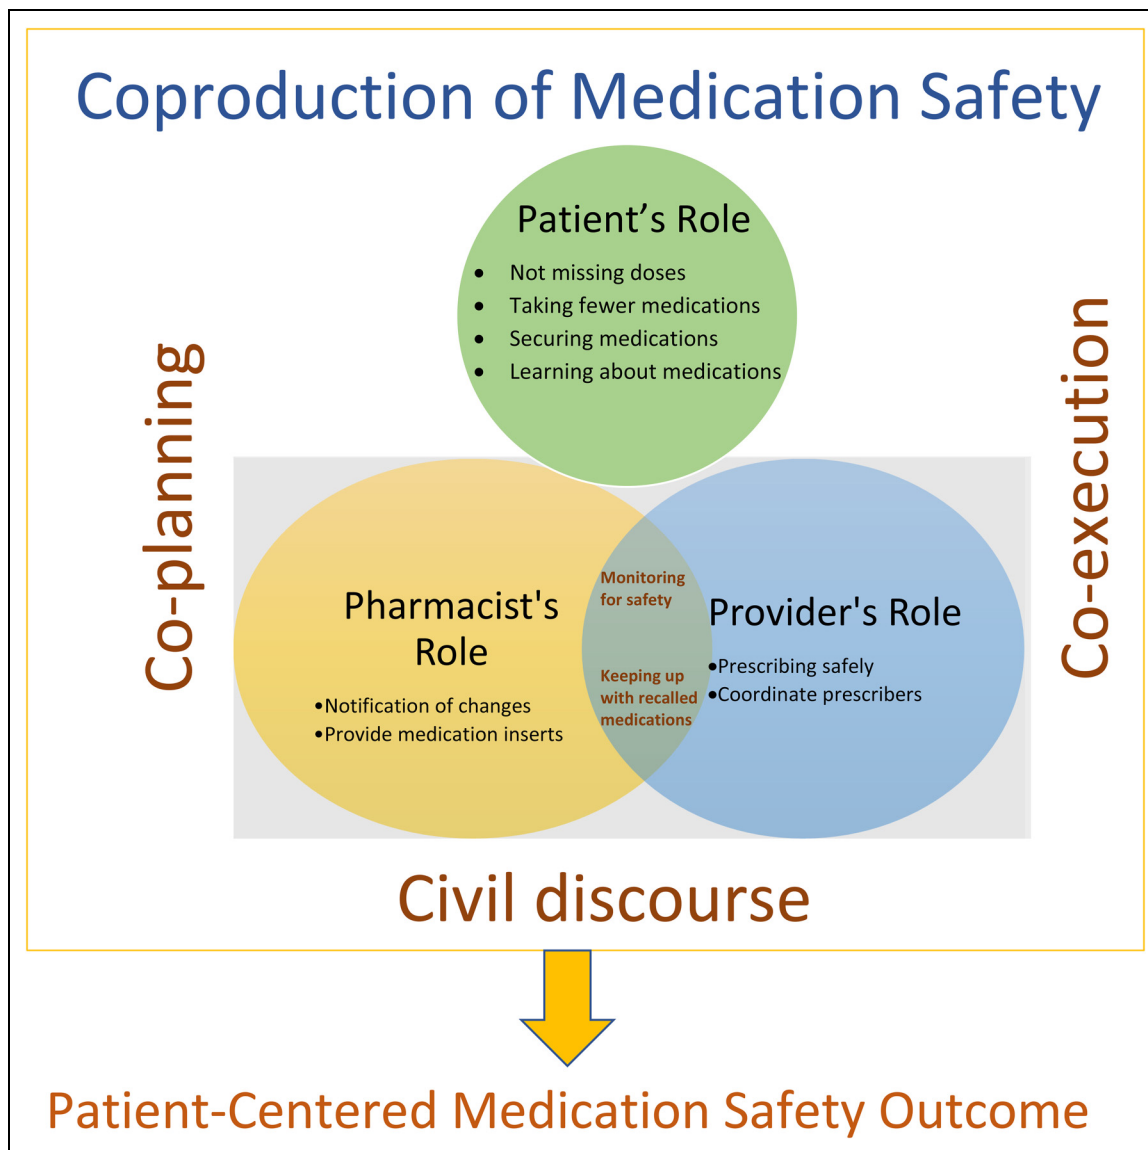 Coproduction of Medication Safety
Patient’s Role
• Not missing doses
• Taking fewer medications
• Securing medications
• Learning about medications
Co-planning
Co-execution
Pharmacist's
Role
•Notification of changes
•Provide medication inserts
Monitoring
for safety
Keeping up
with recalled
medications
Provider's Role
•Prescribing safely
•Coordinate prescribers
Civil discourse
Patient-Centered Medication Safety Outcome